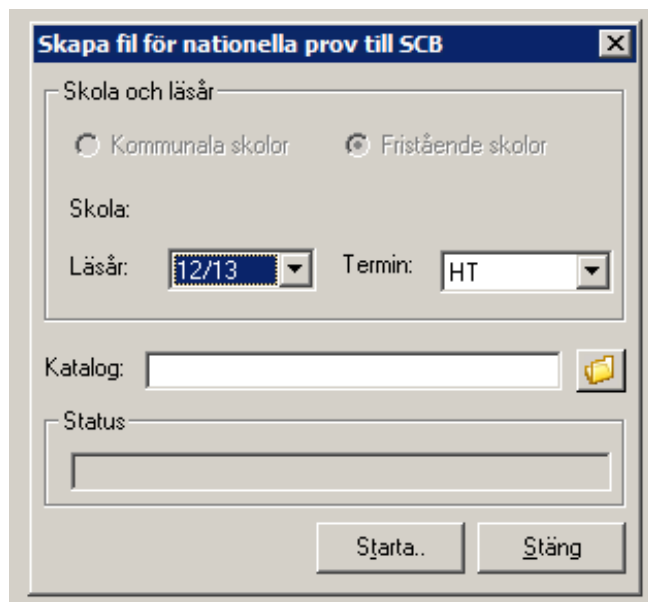 Skapa fil för nationella prov till SCB
Skola och läsår
Kommunala skolor Fristående skolor
Skola:
Läsår: 12/13 Termin: HT
Katalog:
Status
Starta.. Stäng